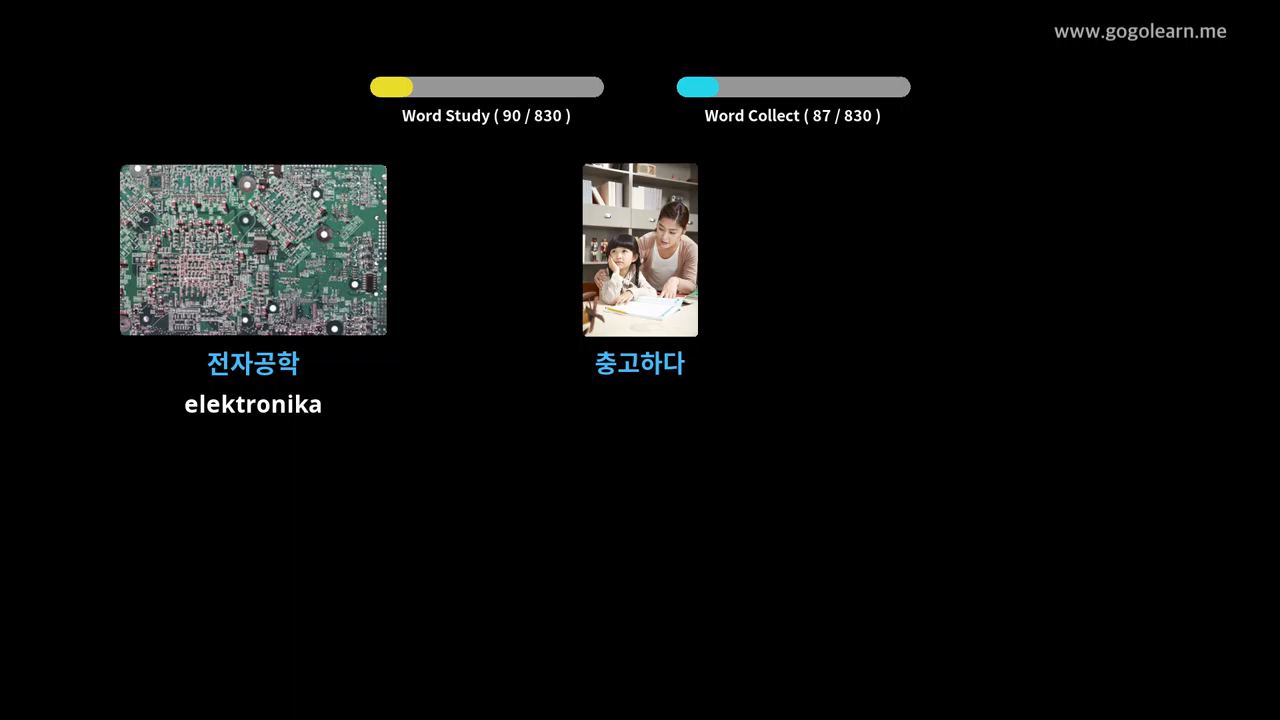 www.gogolearn.me
Word Study ( 90 / 830 )
Word Collect ( 87 / 830 )
전자공학
충고하다
elektronika